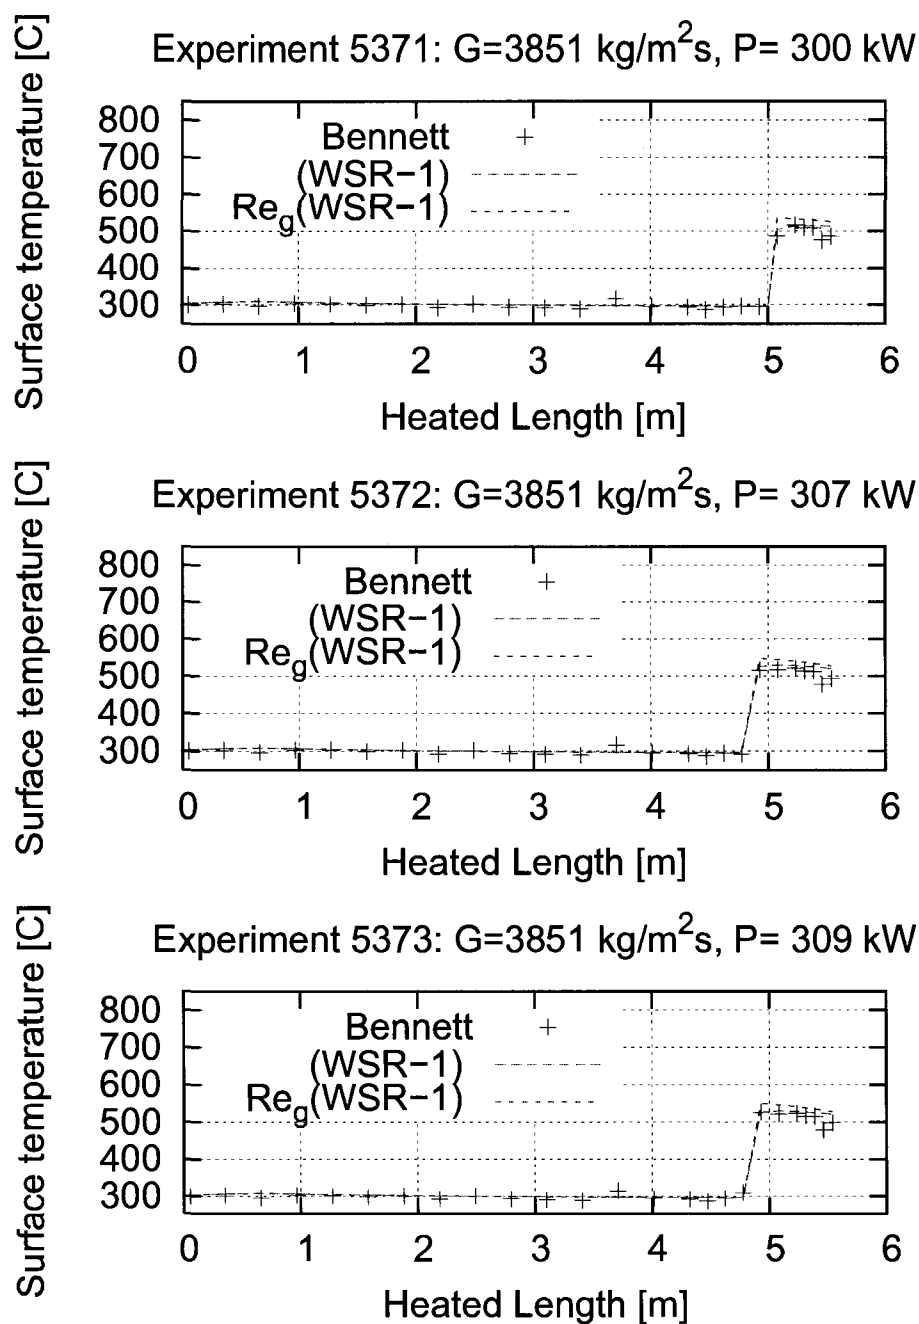 Experiment 5371: G=3851 kg/m²s, P= 300 kW
Surface temperature [C]
800
700
600
500
400
300
Bennett
(WSR−1)
Re_g(WSR−1)
0 1 2 3 4 5 6
Heated Length [m]
Experiment 5372: G=3851 kg/m²s, P= 307 kW
Surface temperature [C]
800
700
600
500
400
300
Bennett
(WSR−1)
Re_g(WSR−1)
0 1 2 3 4 5 6
Heated Length [m]
Experiment 5373: G=3851 kg/m²s, P= 309 kW
Surface temperature [C]
800
700
600
500
400
300
Bennett
(WSR−1)
Re_g(WSR−1)
0 1 2 3 4 5 6
Heated Length [m]